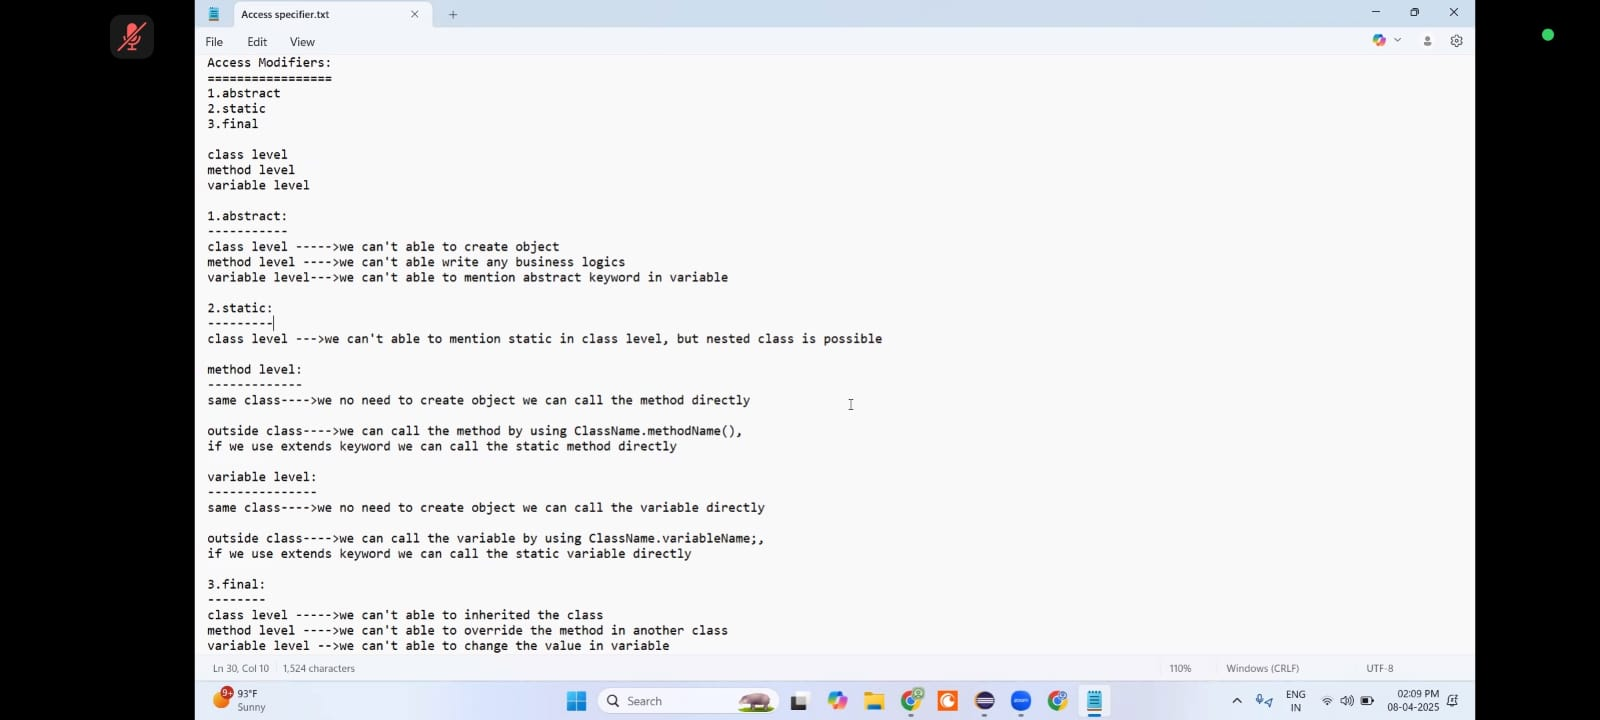 Access specifier.txt
File Edit View
Access Modifiers:
=================
1.abstract
2.static
3.final
class level
method level
variable level
1.abstract:
-----------
class level ----->we can't able to create object
method level ---->we can't able write any business logics
variable level--->we can't able to mention abstract keyword in variable
2.static:
---------
class level --->we can't able to mention static in class level, but nested class is possible
method level:
-------------
same class---->we no need to create object we can call the method directly
outside class---->we can call the method by using ClassName.methodName(),
if we use extends keyword we can call the static method directly
variable level:
---------------
same class---->we no need to create object we can call the variable directly
outside class---->we can call the variable by using ClassName.variableName;,
if we use extends keyword we can call the static variable directly
3.final:
--------
class level ----->we can't able to inherited the class
method level ---->we can't able to override the method in another class
variable level -->we can't able to change the value in variable
Ln 30, Col 10 1,524 characters 110% Windows (CRLF) UTF-8
9+ 93°F Search ENG 02:09 PM
Sunny IN 08-04-2025